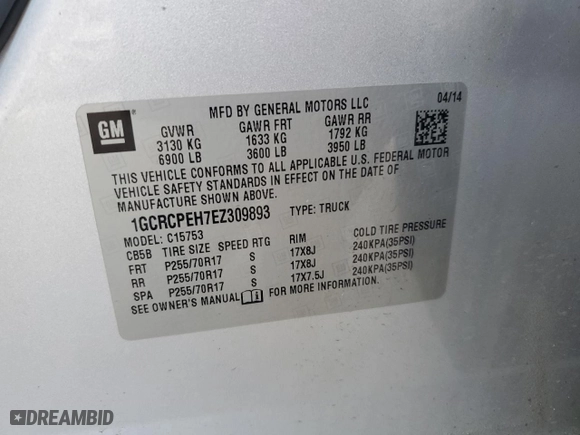 GM
MFD BY GENERAL MOTORS LLC 04/14
GVWR GAWR FRT GAWR RR
3130 KG 1633 KG 1792 KG
6900 LB 3600 LB 3950 LB
THIS VEHICLE CONFORMS TO ALL APPLICABLE U.S. FEDERAL MOTOR
VEHICLE SAFETY STANDARDS IN EFFECT ON THE DATE OF
MANUFACTURE SHOWN ABOVE.
1GCRCPEH7EZ309893 TYPE: TRUCK
MODEL: C15753
CB5B TIRE SIZE SPEED RTG RIM COLD TIRE PRESSURE
FRT P255/70R17 S 17X8J 240KPA(35PSI)
RR P255/70R17 S 17X8J 240KPA(35PSI)
SPA P255/70R17 S 17X7.5J 240KPA(35PSI)
SEE OWNER'S MANUAL FOR MORE INFORMATION.
DREAMBID